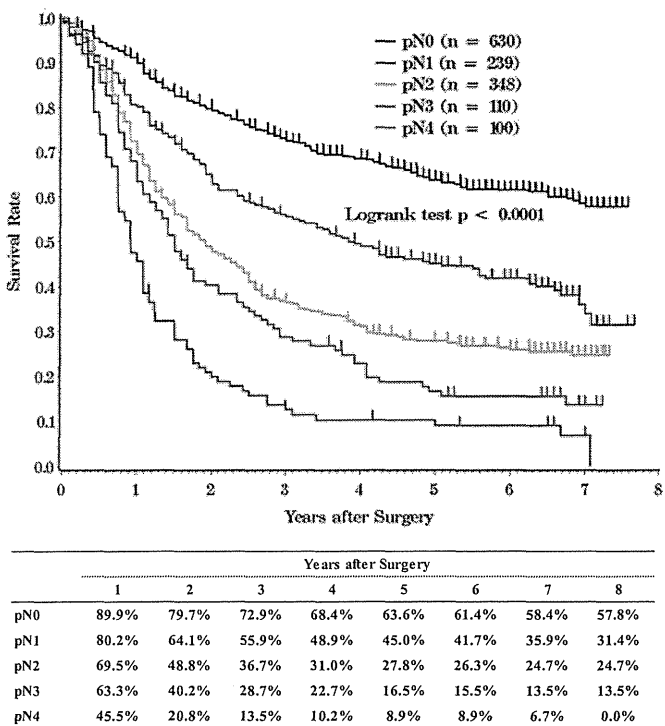 1.0
0.9
0.8
0.7
0.6
0.5
0.4
0.3
0.2
0.1
0.0
Survival Rate
pN0 (n = 630)
pN1 (n = 239)
pN2 (n = 348)
pN3 (n = 110)
pN4 (n = 100)
Logrank test p < 0.0001
0 1 2 3 4 5 6 7 8
Years after Surgery
Years after Surgery
1 2 3 4 5 6 7 8
pN0 89.9% 79.7% 72.9% 68.4% 63.6% 61.4% 58.4% 57.8%
pN1 80.2% 64.1% 55.9% 48.9% 45.0% 41.7% 35.9% 31.4%
pN2 69.5% 48.8% 36.7% 31.0% 27.8% 26.3% 24.7% 24.7%
pN3 63.3% 40.2% 28.7% 22.7% 16.5% 15.5% 13.5% 13.5%
pN4 45.5% 20.8% 13.5% 10.2% 8.9% 8.9% 6.7% 0.0%